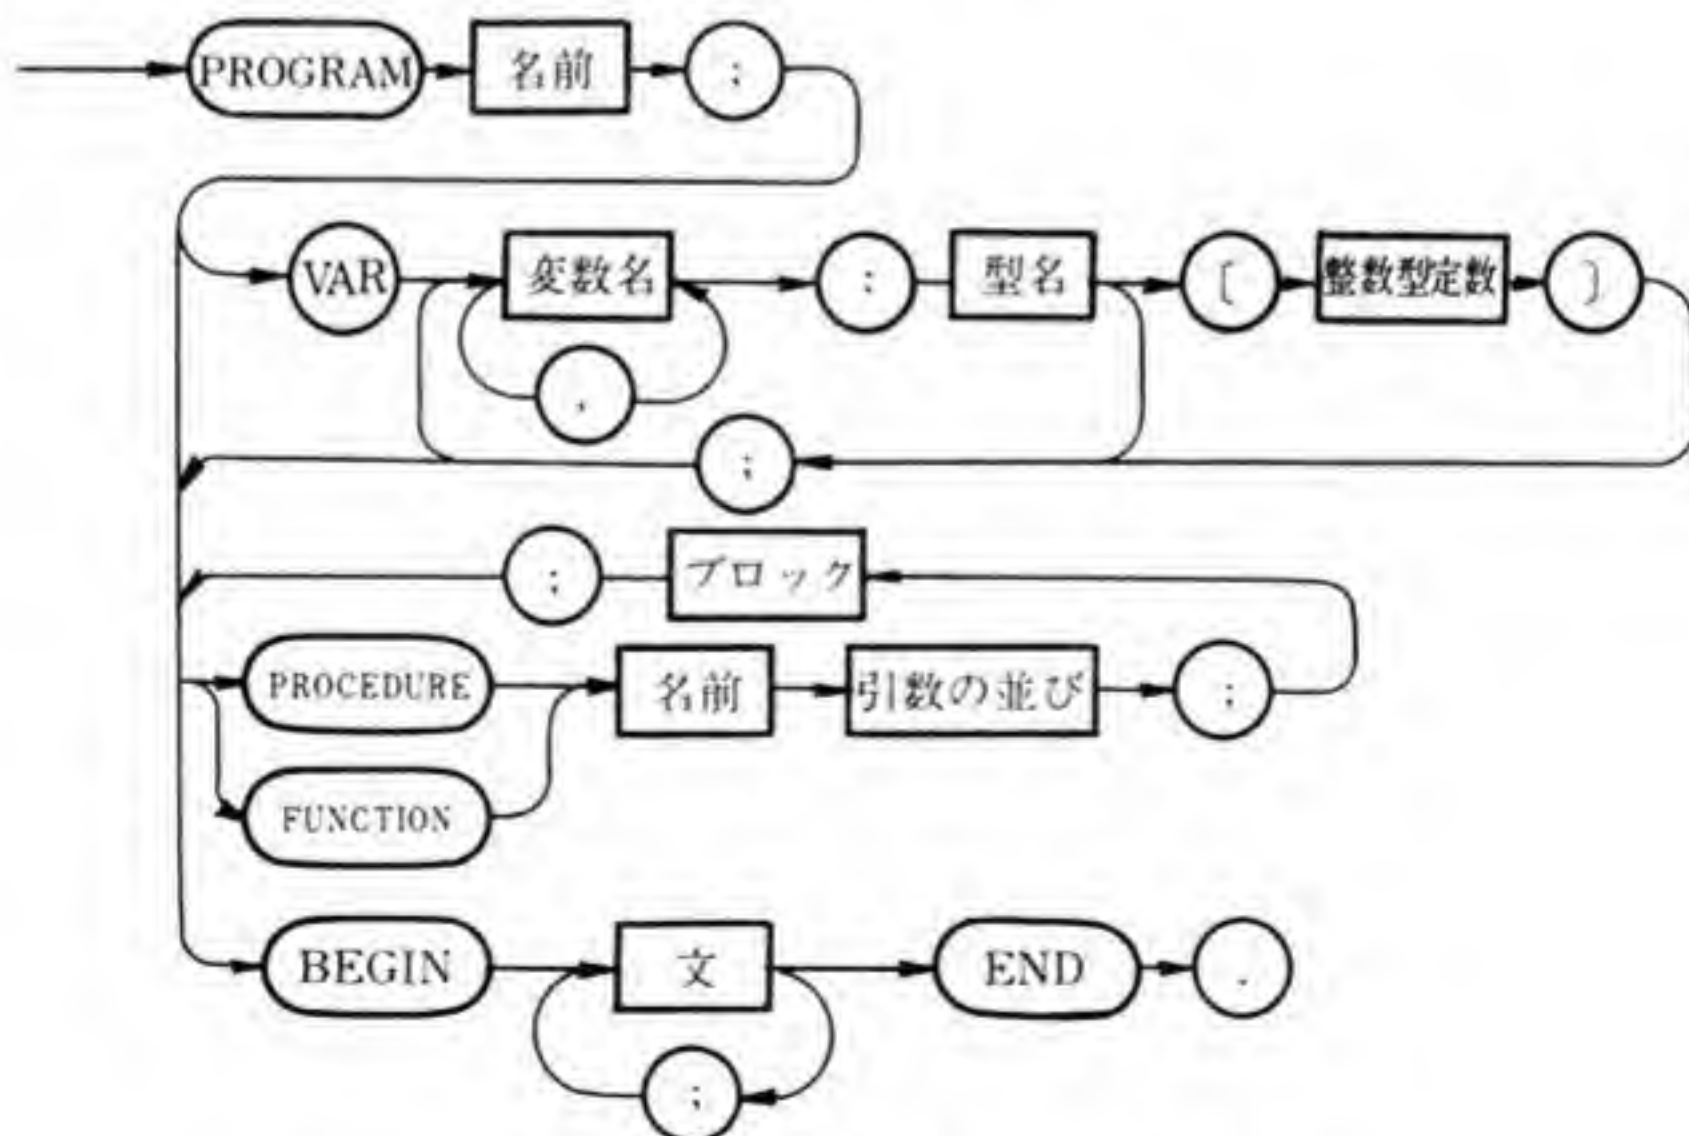 PROGRAM 名前 ;
VAR 変数名 : 型名 [ 整数型定数 ]
,
;
; ブロック
PROCEDURE 名前 引数の並び ;
FUNCTION
BEGIN 文 END .
;